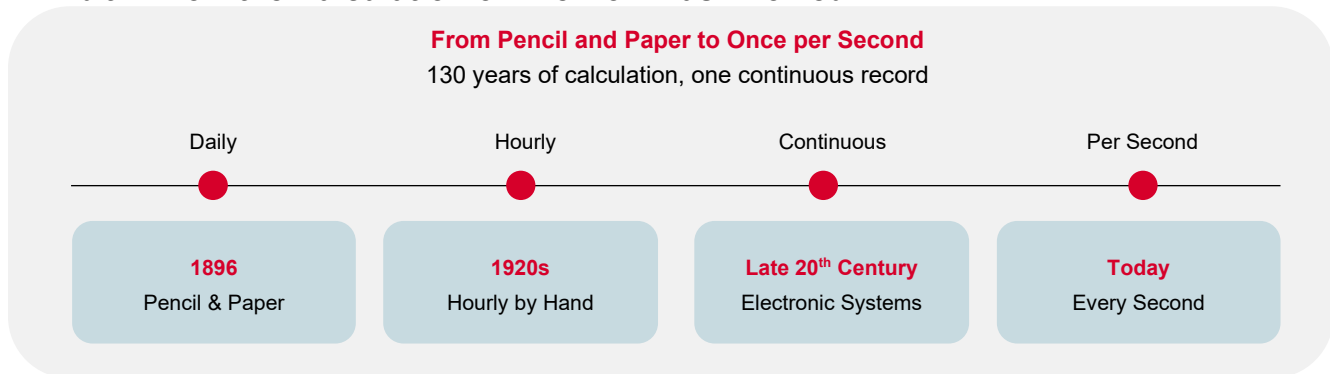 From Pencil and Paper to Once per Second
130 years of calculation, one continuous record
Daily
Hourly
Continuous
Per Second
1896
Pencil & Paper
1920s
Hourly by Hand
Late 20th Century
Electronic Systems
Today
Every Second